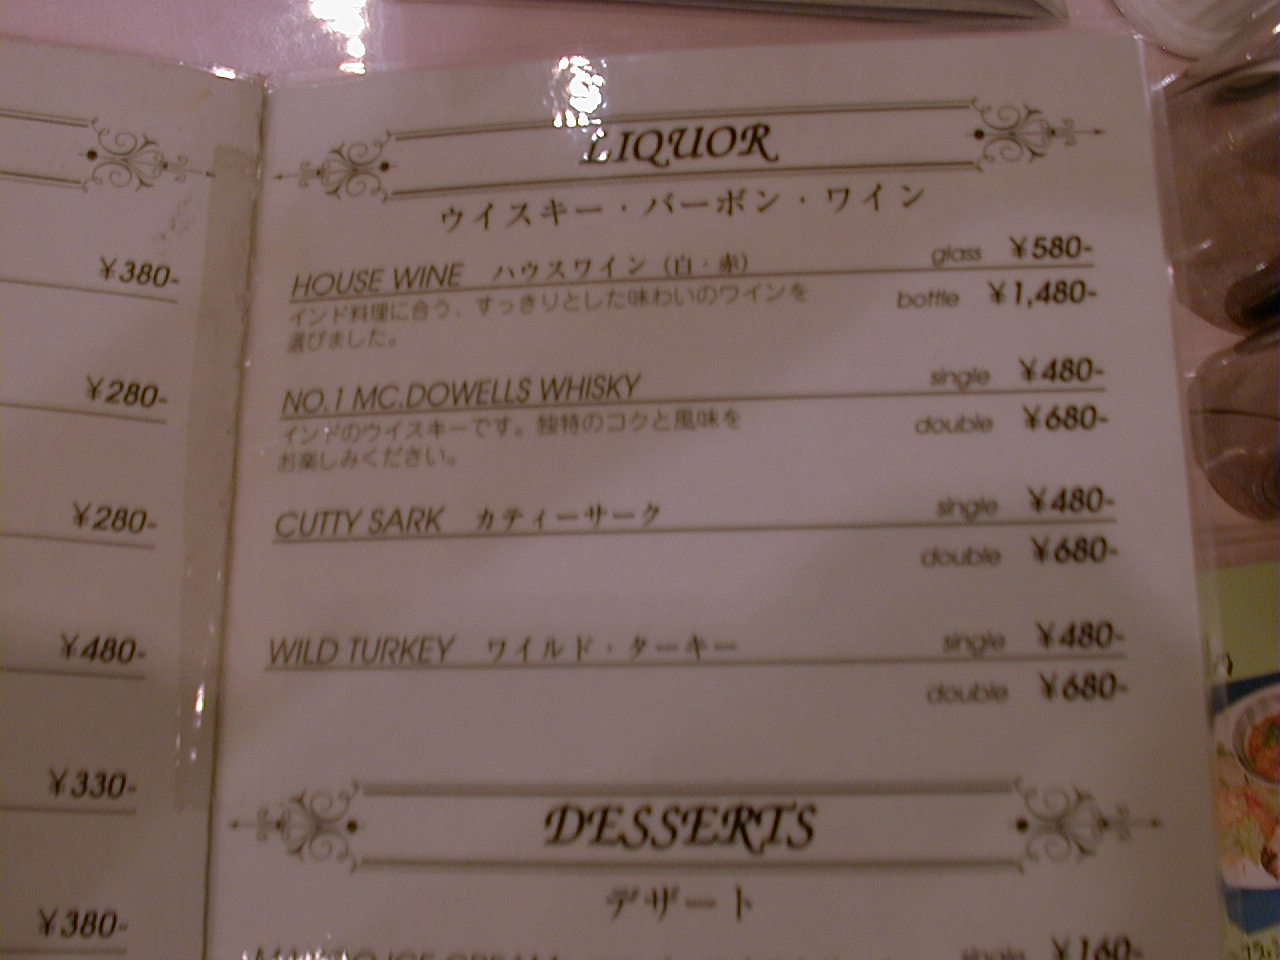 ¥380-
¥280-
¥280-
¥480-
¥330-
¥380-
LIQUOR
ウイスキー・バーボン・ワイン
HOUSE WINE ハウスワイン（白・赤） glass ¥580-
インド料理に合う、すっきりとした味わいのワインを bottle ¥1,480-
選びました。
NO.1 MC.DOWELLS WHISKY single ¥480-
インドのウイスキーです。独特のコクと風味を double ¥680-
お楽しみください。
CUTTY SARK カティーサーク single ¥480-
double ¥680-
WILD TURKEY ワイルド・ターキー single ¥480-
double ¥680-
DESSERTS
デザート
ICE CREAM single ¥160-